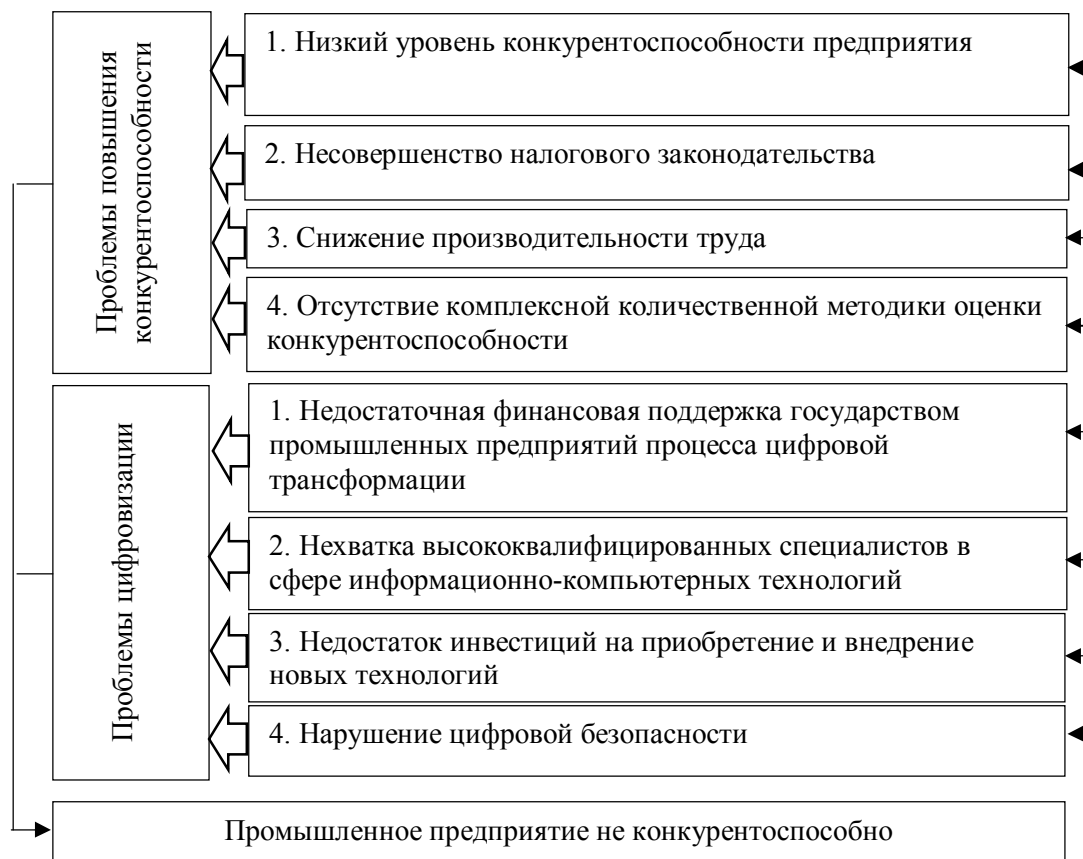 Проблемы повышения
конкурентоспособности
1. Низкий уровень конкурентоспособности предприятия
2. Несовершенство налогового законодательства
3. Снижение производительности труда
4. Отсутствие комплексной количественной методики оценки
конкурентоспособности
Проблемы цифровизации
1. Недостаточная финансовая поддержка государством
промышленных предприятий процесса цифровой
трансформации
2. Нехватка высококвалифицированных специалистов в
сфере информационно-компьютерных технологий
3. Недостаток инвестиций на приобретение и внедрение
новых технологий
4. Нарушение цифровой безопасности
Промышленное предприятие не конкурентоспособно